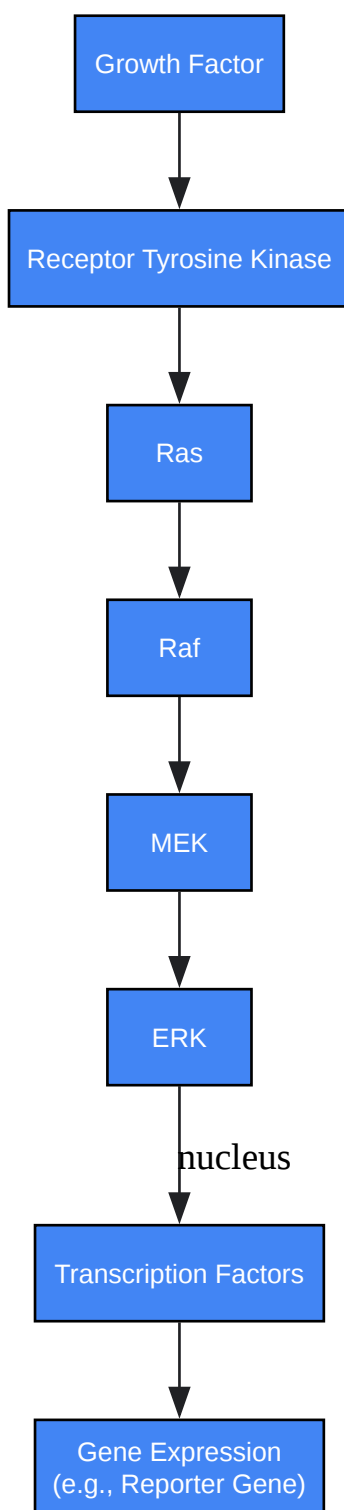 Growth Factor
Receptor Tyrosine Kinase
Ras
Raf
MEK
ERK
nucleus
Transcription Factors
Gene Expression
(e.g., Reporter Gene)